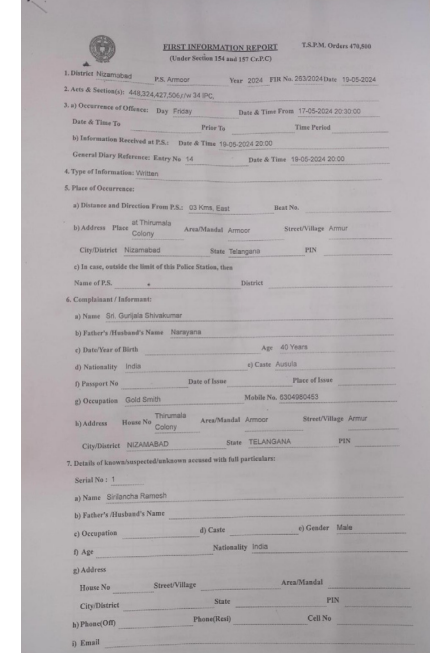 FIRST INFORMATION REPORT T.S.P.M. Orders 470,500
(Under Section 154 and 157 Cr.P.C)
1. District Nizamabad P.S. Armoor Year 2024 FIR No. 263/2024 Date 19-05-2024
2. Acts & Section(s): 448,324,427,506,r/w 34 IPC,
3. a) Occurrence of Offence: Day Friday Date & Time From 17-05-2024 20:30:00
Date & Time To Prior To Time Period
b) Information Received at P.S.: Date & Time 19-05-2024 20:00
General Diary Reference: Entry No 14 Date & Time 19-05-2024 20:00
4. Type of Information: Written
5. Place of Occurrence:
a) Distance and Direction From P.S.: 03 Kms, East Beat No.
b) Address Place at Thirumala Colony Area/Mandal Armoor Street/Village Armur
City/District Nizamabad State Telangana PIN
c) In case, outside the limit of this Police Station, then
Name of P.S. District
6. Complainant / Informant:
a) Name Sri. Gurijala Shivakumar
b) Father's /Husband's Name Narayana
c) Date/Year of Birth Age 40 Years
d) Nationality India e) Caste Ausula
f) Passport No Date of Issue Place of Issue
g) Occupation Gold Smith Mobile No. 6304980453
h) Address House No Thirumala Colony Area/Mandal Armoor Street/Village Armur
City/District NIZAMABAD State TELANGANA PIN
7. Details of known/suspected/unknown accused with full particulars:
Serial No : 1
a) Name Birilancha Ramesh
b) Father's /Husband's Name
c) Occupation d) Caste e) Gender Male
f) Age Nationality India
g) Address
House No Street/Village Area/Mandal
City/District State PIN
h) Phone(Off) Phone(Resi) Cell No
i) Email